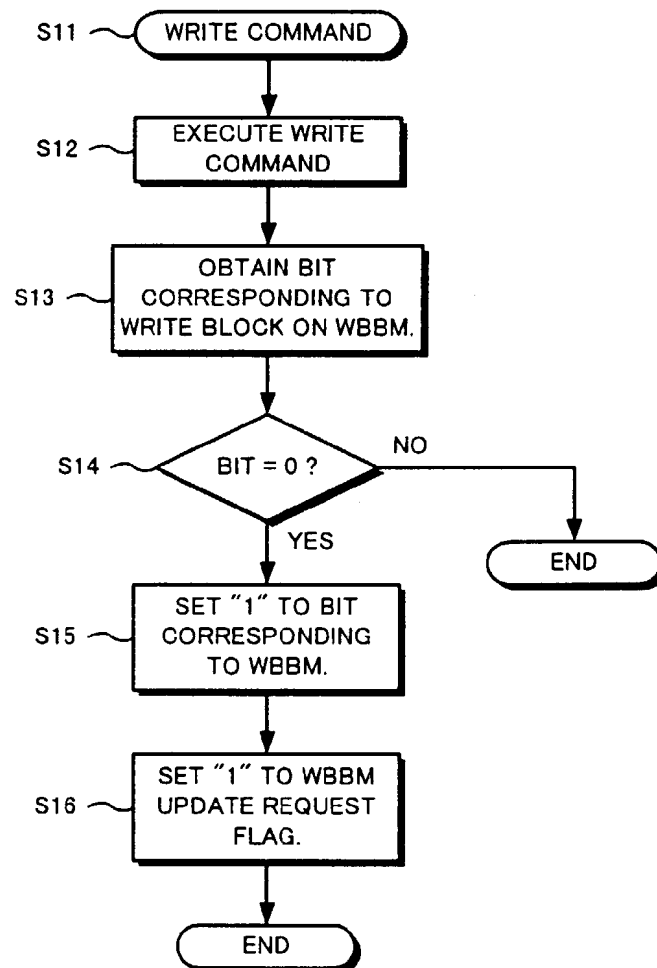 S11
WRITE COMMAND
S12
EXECUTE WRITE
COMMAND
S13
OBTAIN BIT
CORRESPONDING TO
WRITE BLOCK ON WBBM.
S14
BIT = 0 ?
NO
YES
END
S15
SET "1" TO BIT
CORRESPONDING
TO WBBM.
S16
SET "1" TO WBBM
UPDATE REQUEST
FLAG.
END